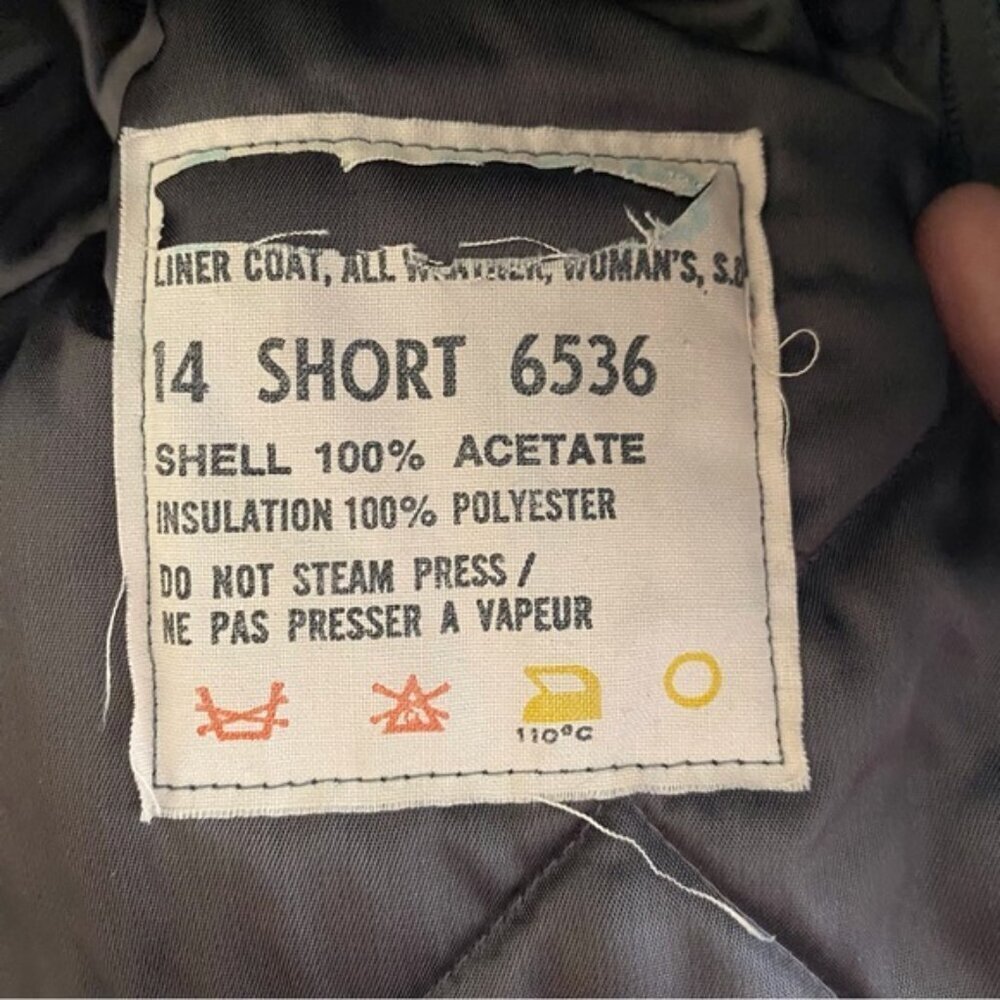 LINER COAT, ALL WEATHER, WOMAN'S, S.B
14 SHORT 6536
SHELL 100% ACETATE
INSULATION 100% POLYESTER
DO NOT STEAM PRESS /
NE PAS PRESSER A VAPEUR
110°C